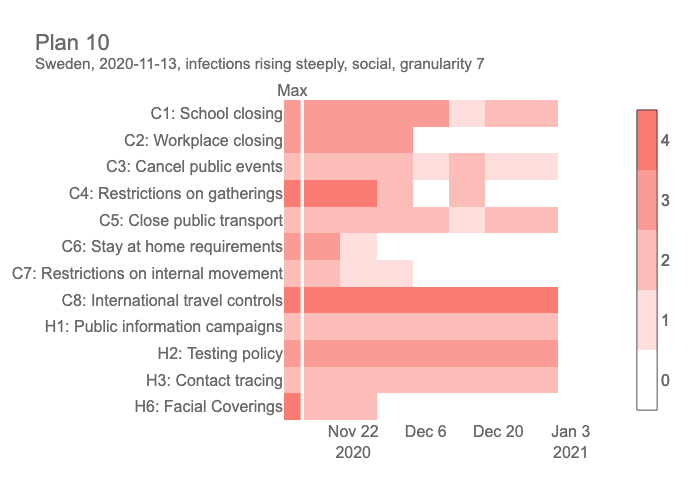 Plan 10
Sweden, 2020-11-13, infections rising steeply, social, granularity 7
Max
C1: School closing
C2: Workplace closing
C3: Cancel public events
C4: Restrictions on gatherings
C5: Close public transport
C6: Stay at home requirements
C7: Restrictions on internal movement
C8: International travel controls
H1: Public information campaigns
H2: Testing policy
H3: Contact tracing
H6: Facial Coverings
Nov 22 Dec 6 Dec 20 Jan 3
2020 2021
4
3
2
1
0